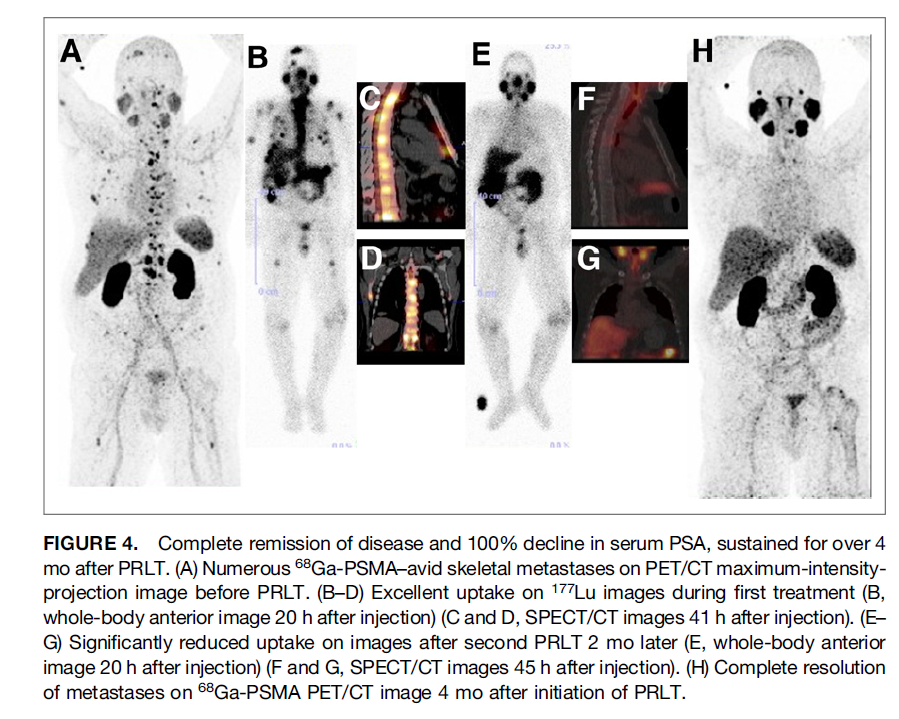 A
B
C
D
E
F
G
H
0 cm
FIGURE 4. Complete remission of disease and 100% decline in serum PSA, sustained for over 4
mo after PRLT. (A) Numerous ⁶⁸Ga-PSMA–avid skeletal metastases on PET/CT maximum-intensity-
projection image before PRLT. (B–D) Excellent uptake on ¹⁷⁷Lu images during first treatment (B,
whole-body anterior image 20 h after injection) (C and D, SPECT/CT images 41 h after injection). (E–
G) Significantly reduced uptake on images after second PRLT 2 mo later (E, whole-body anterior
image 20 h after injection) (F and G, SPECT/CT images 45 h after injection). (H) Complete resolution
of metastases on ⁶⁸Ga-PSMA PET/CT image 4 mo after initiation of PRLT.